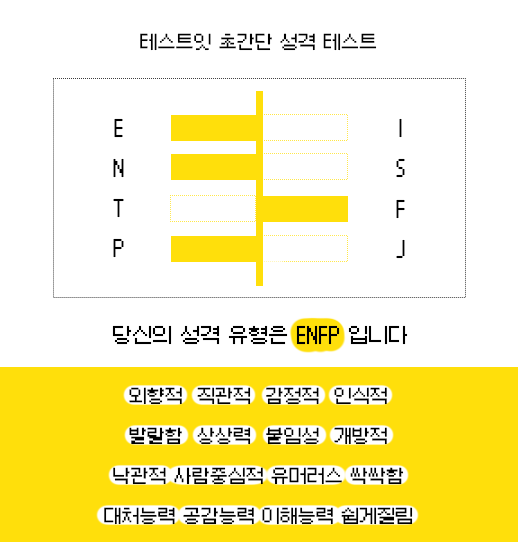 테스트잇 초간단 성격 테스트
E I
N S
T F
P J
당신의 성격 유형은 ENFP 입니다
외향적 직관적 감정적 인식적
발랄함 상상력 붙임성 개방적
낙관적 사람중심적 유머러스 싹싹함
대처능력 공감능력 이해능력 쉽게질림